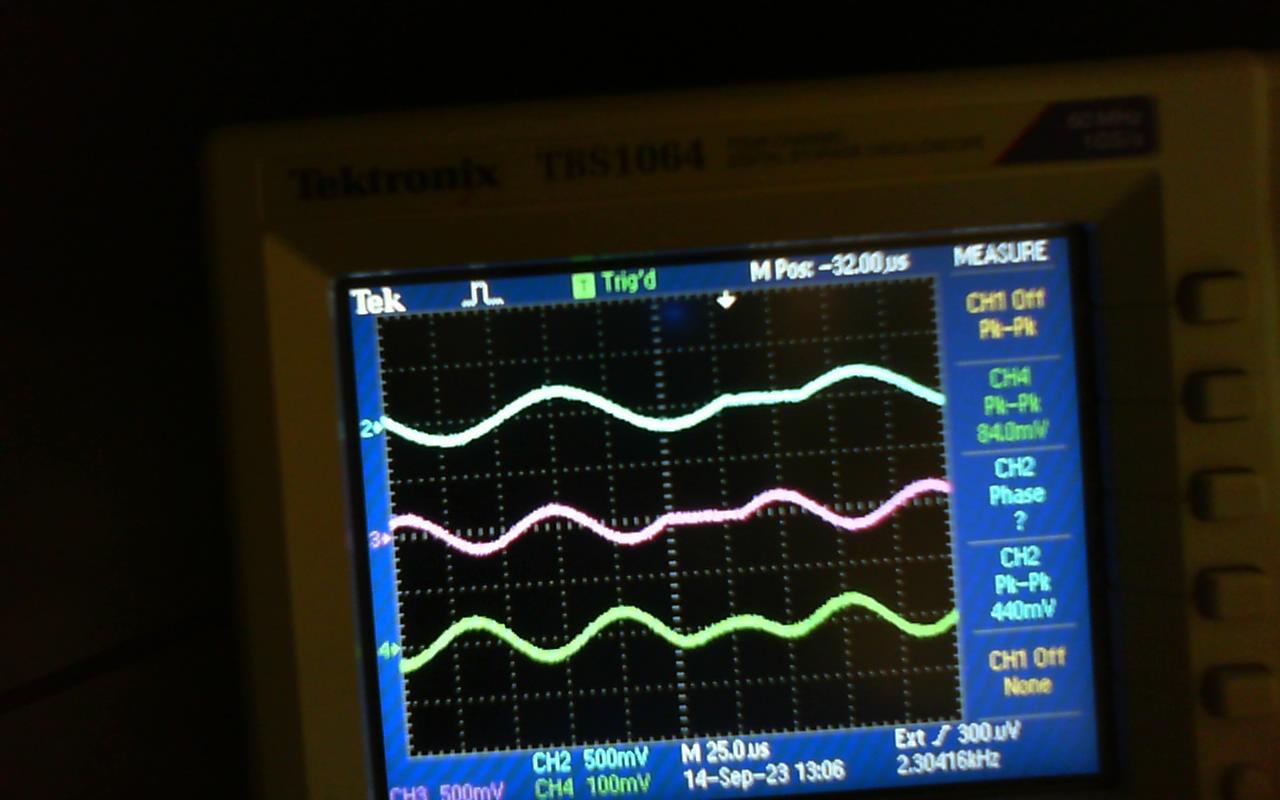 Tektronix TBS1064
Tek Trig'd M Pos: -32.00µs MEASURE
CH1 Off
Pk-Pk
CH4
Pk-Pk
84.0mV
CH2
Phase
?
CH2
Pk-Pk
440mV
CH1 Off
None
2
3
4
CH2 500mV M 25.0µs Ext 300µV
CH3 500mV CH4 100mV 14-Sep-23 13:06 2.30416kHz